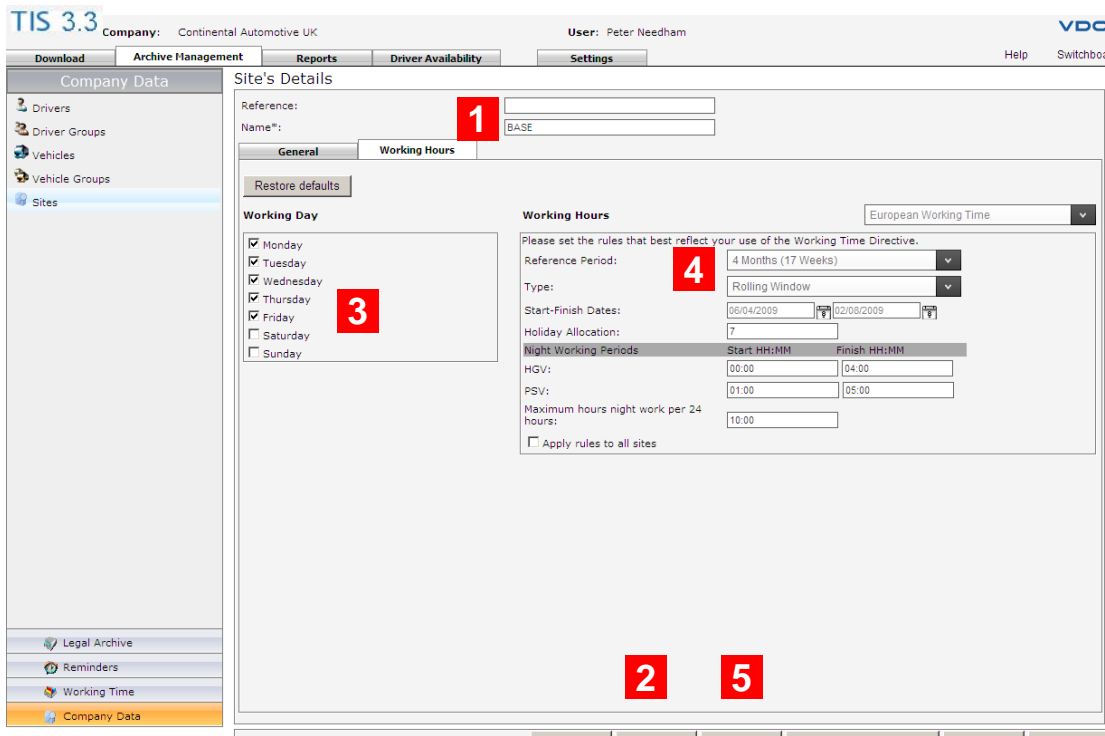 TIS 3.3 Company: Continental Automotive UK User: Peter Needham VDO
Download Archive Management Reports Driver Availability Settings Help
Company Data
Drivers
Driver Groups
Vehicles
Vehicle Groups
Sites
Site's Details
Reference:
Name*: 1 BASE
General Working Hours
Restore defaults
Working Day
Monday
Tuesday
Wednesday
Thursday
Friday
Saturday
Sunday
3
Working Hours European Working Time
Please set the rules that best reflect your use of the Working Time Directive.
Reference Period: 4 4 Months (17 Weeks)
Type: Rolling Window
Start-Finish Dates: 06/04/2009 02/08/2009
Holiday Allocation: 7
Night Working Periods Start HH:MM Finish HH:MM
HGV: 00:00 04:00
PSV: 01:00 05:00
Maximum hours night work per 24
hours: 10:00
Apply rules to all sites
2 5
Legal Archive
Reminders
Working Time
Company Data